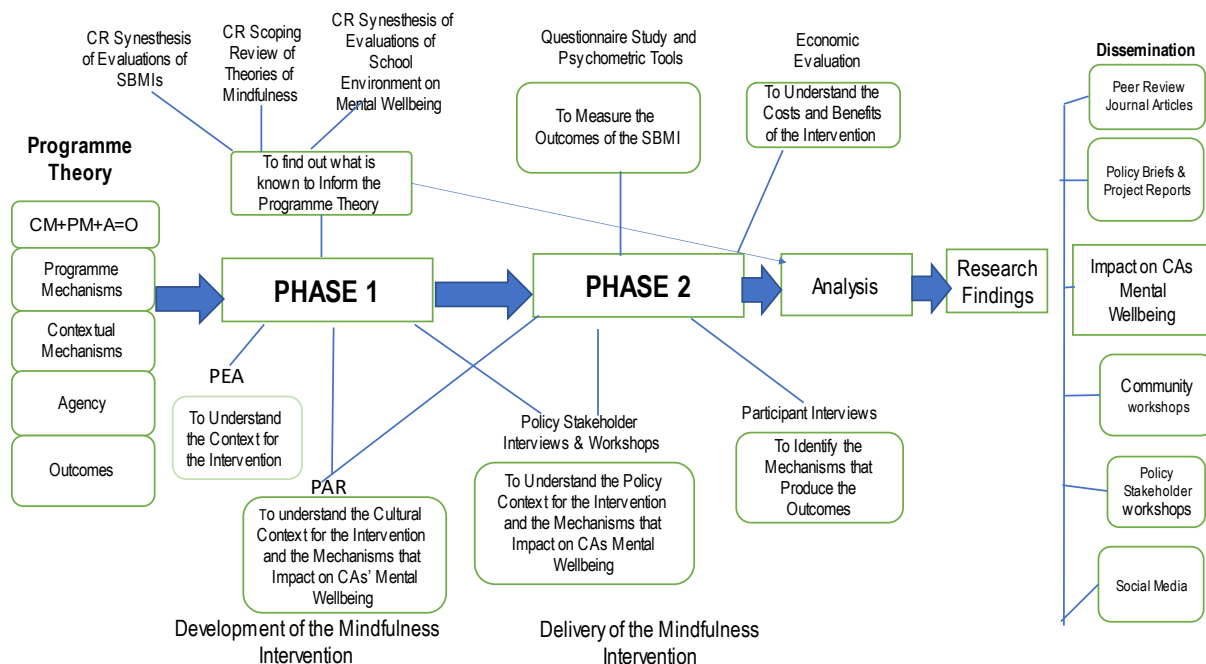 CR Synesthesis
of Evaluations of
SBMIs
CR Scoping
Review of
Theories of
Mindfulness
CR Synesthesis of
Evaluations of
School
Environment on
Mental Wellbeing
Questionnaire Study and
Psychometric Tools
Economic
Evaluation
Dissemination
To find out what is
known to Inform the
Programme Theory
To Measure the
Outcomes of the SBMI
To Understand the
Costs and Benefits
of the Intervention
Programme
Theory
CM+PM+A=O
Programme
Mechanisms
Contextual
Mechanisms
Agency
Outcomes
PHASE 1
PHASE 2
Analysis
Research
Findings
PEA
To Understand
the Context for
the Intervention
PAR
To understand the Cultural
Context for the Intervention
and the Mechanisms that
Impact on CAs' Mental
Wellbeing
Policy Stakeholder
Interviews & Workshops
To Understand the Policy
Context for the Intervention
and the Mechanisms that
Impact on CAs Mental
Wellbeing
Participant Interviews
To Identify the
Mechanisms that
Produce the
Outcomes
Development of the Mindfulness
Intervention
Delivery of the Mindfulness
Intervention
Peer Review
Journal Articles
Policy Briefs &
Project Reports
Impact on CAs
Mental
Wellbeing
Community
workshops
Policy
Stakeholder
workshops
Social Media